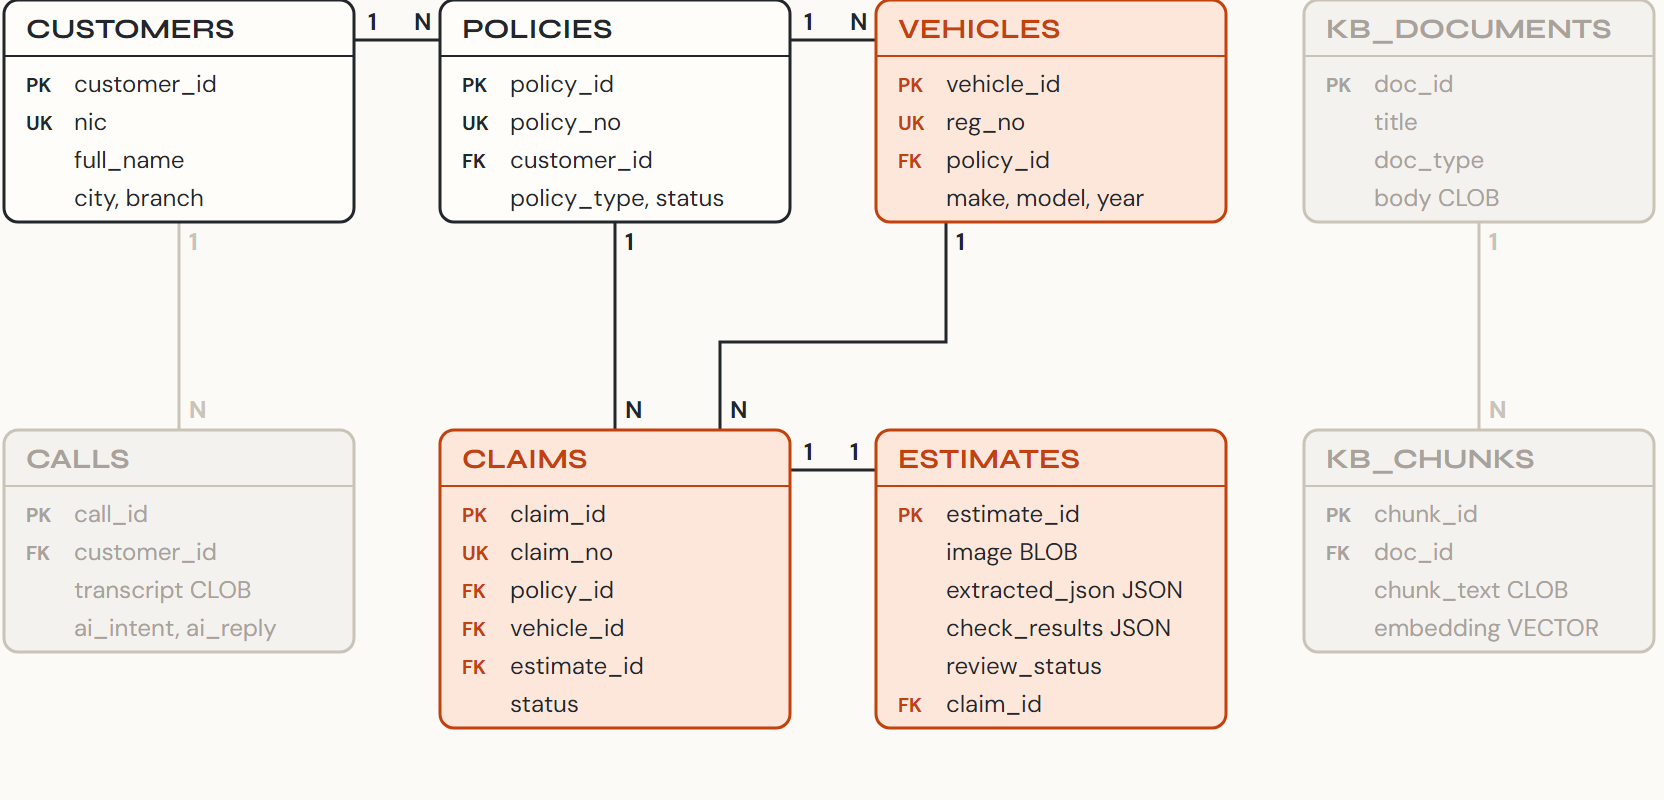 CUSTOMERS
PK customer_id
UK nic
full_name
city, branch
1 N
POLICIES
PK policy_id
UK policy_no
FK customer_id
policy_type, status
1 N
VEHICLES
PK vehicle_id
UK reg_no
FK policy_id
make, model, year
KB_DOCUMENTS
PK doc_id
title
doc_type
body CLOB
1
N
1
N
1
N
1
N
CALLS
PK call_id
FK customer_id
transcript CLOB
ai_intent, ai_reply
CLAIMS
PK claim_id
UK claim_no
FK policy_id
FK vehicle_id
FK estimate_id
status
1 1
ESTIMATES
PK estimate_id
image BLOB
extracted_json JSON
check_results JSON
review_status
FK claim_id
KB_CHUNKS
PK chunk_id
FK doc_id
chunk_text CLOB
embedding VECTOR